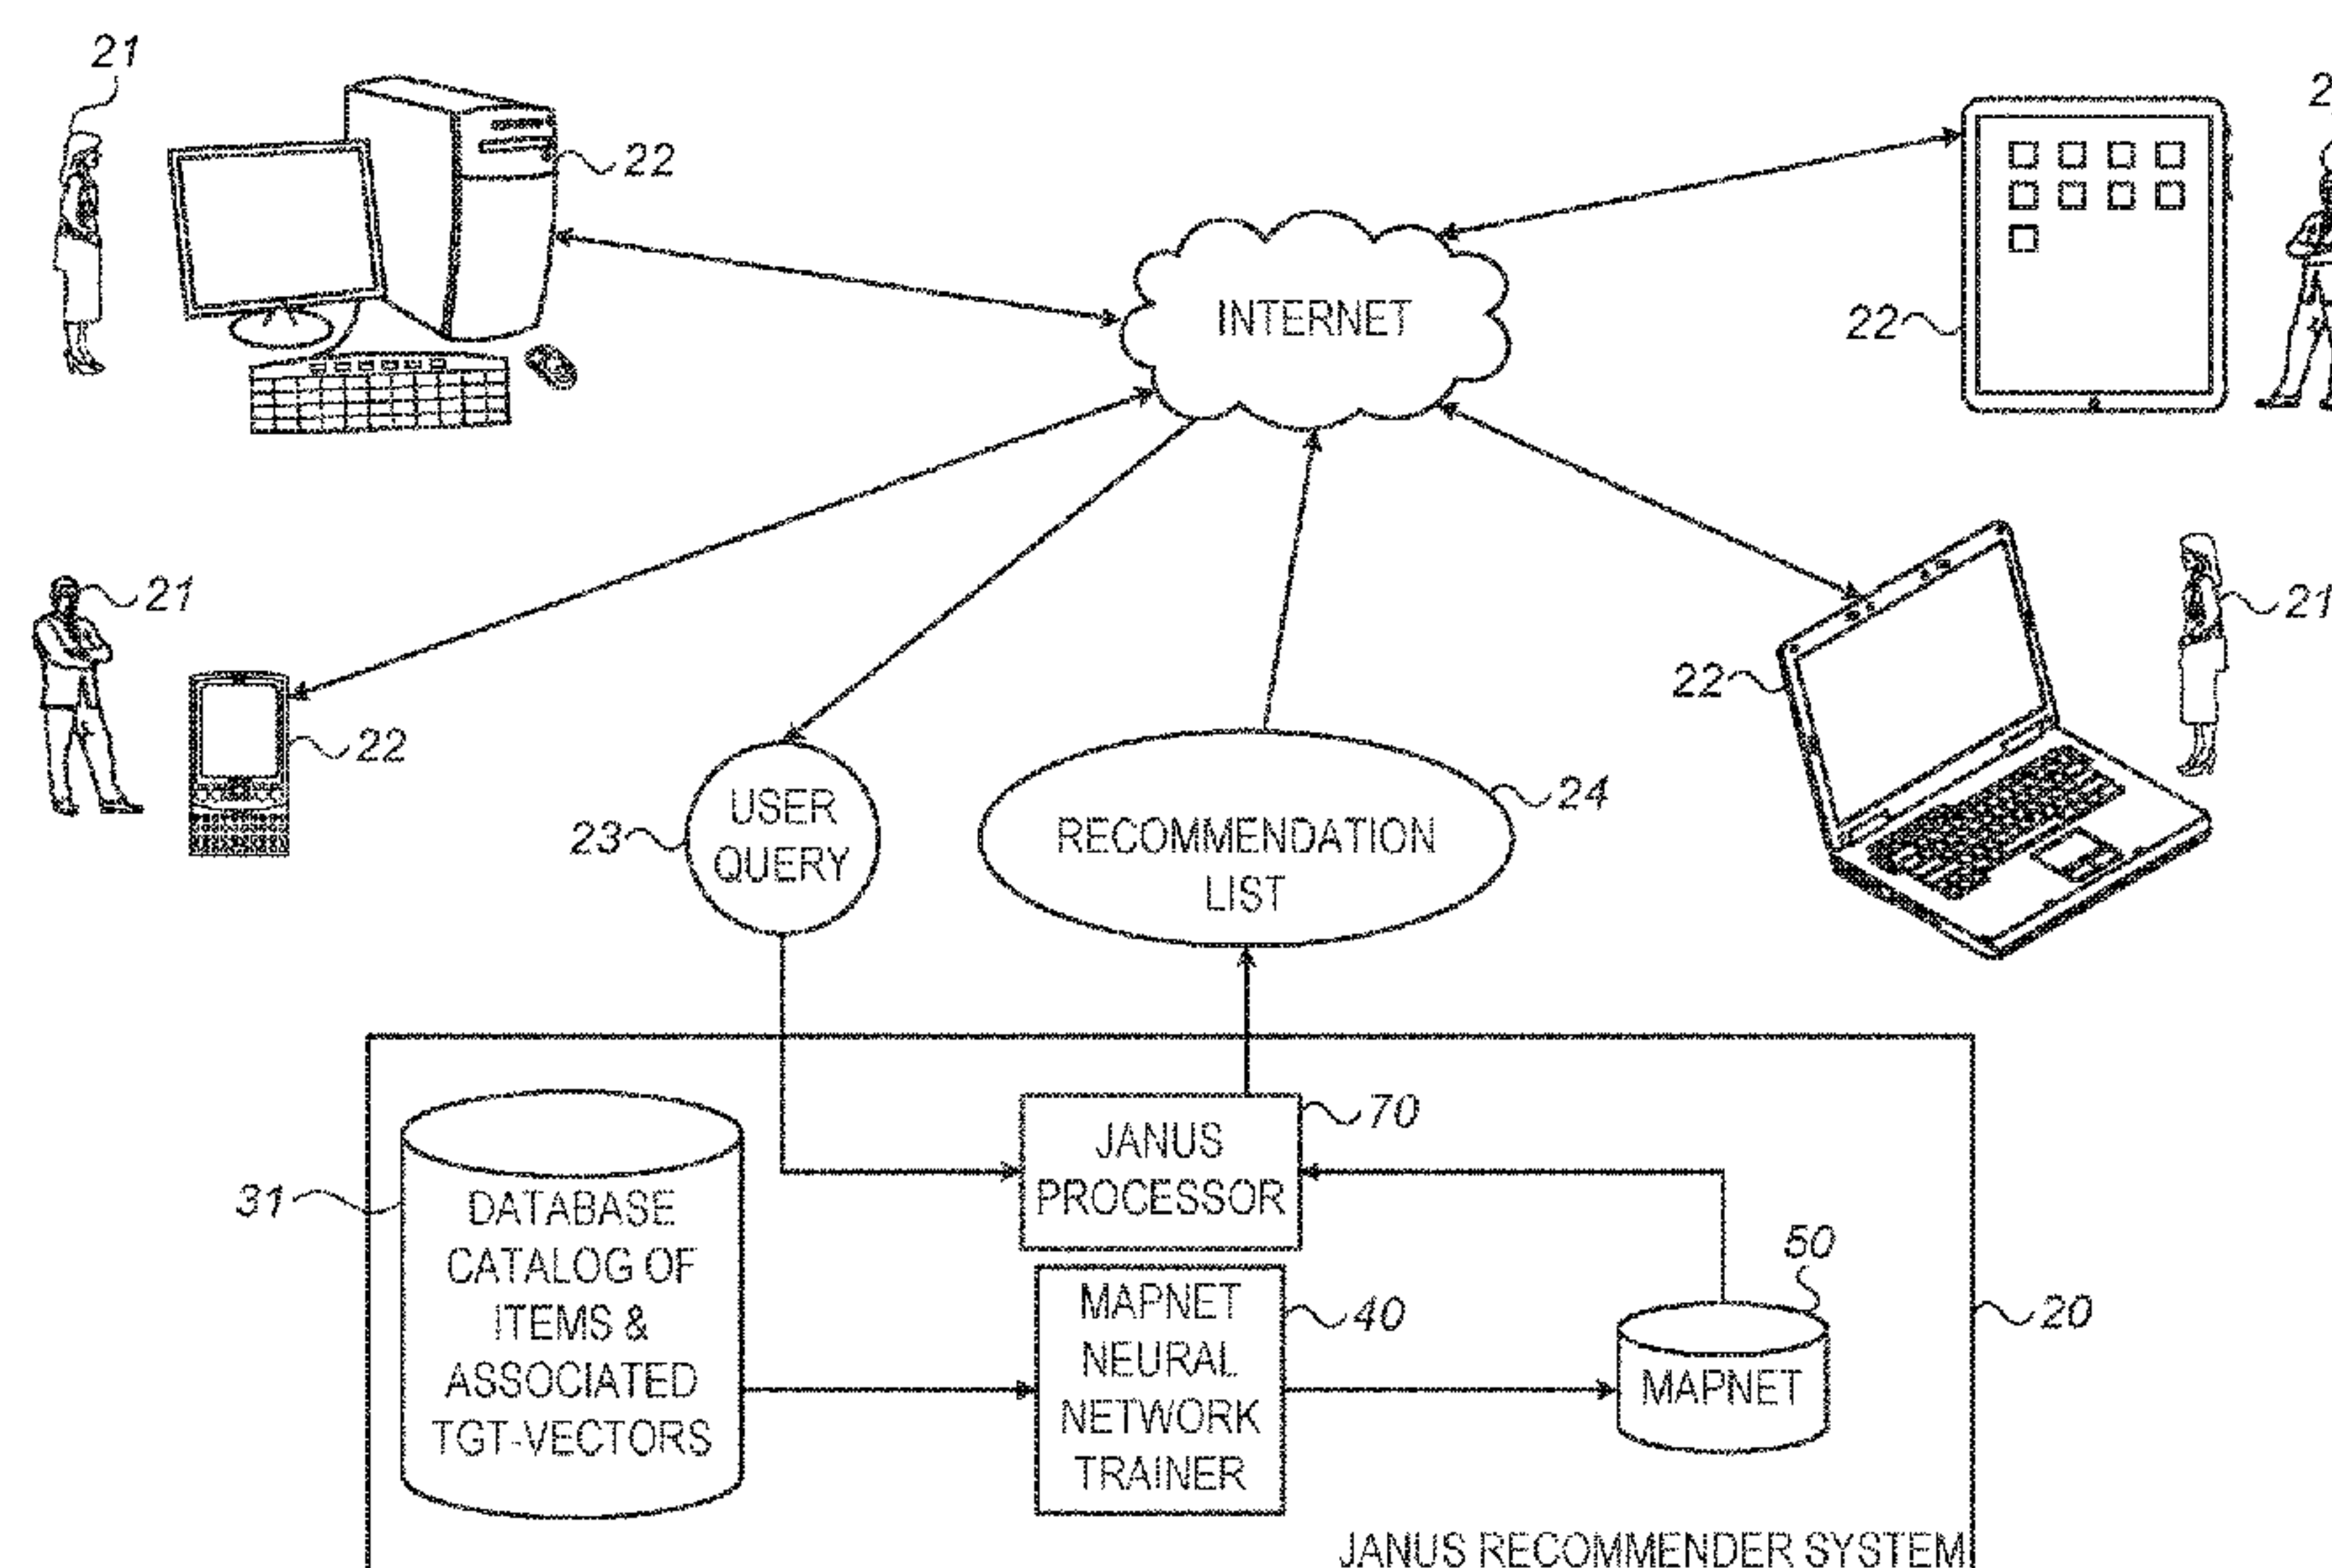 21
22
INTERNET
22
21
22
USER
QUERY
23
RECOMMENDATION
LIST
24
22
21
JANUS
PROCESSOR
70
31
DATABASE
CATALOG OF
ITEMS &
ASSOCIATED
TGT-VECTORS
MAPNET
NEURAL
NETWORK
TRAINER
40
50
MAPNET
20
JANUS RECOMMENDER SYSTEM